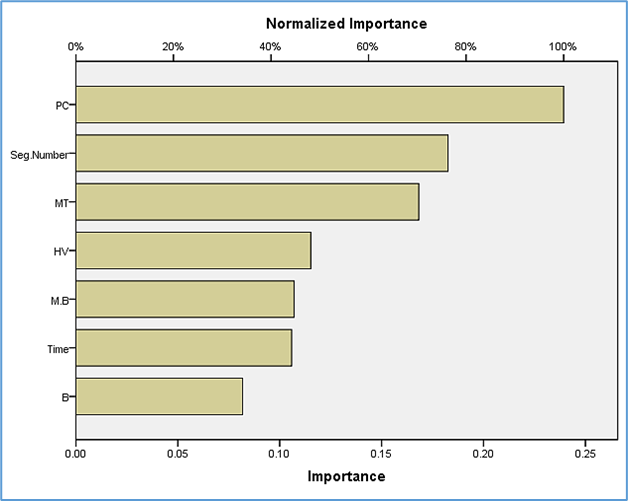 Normalized Importance
0% 20% 40% 60% 80% 100%
PC
Seg.Number
MT
HV
M.B
Time
B
0.00 0.05 0.10 0.15 0.20 0.25
Importance